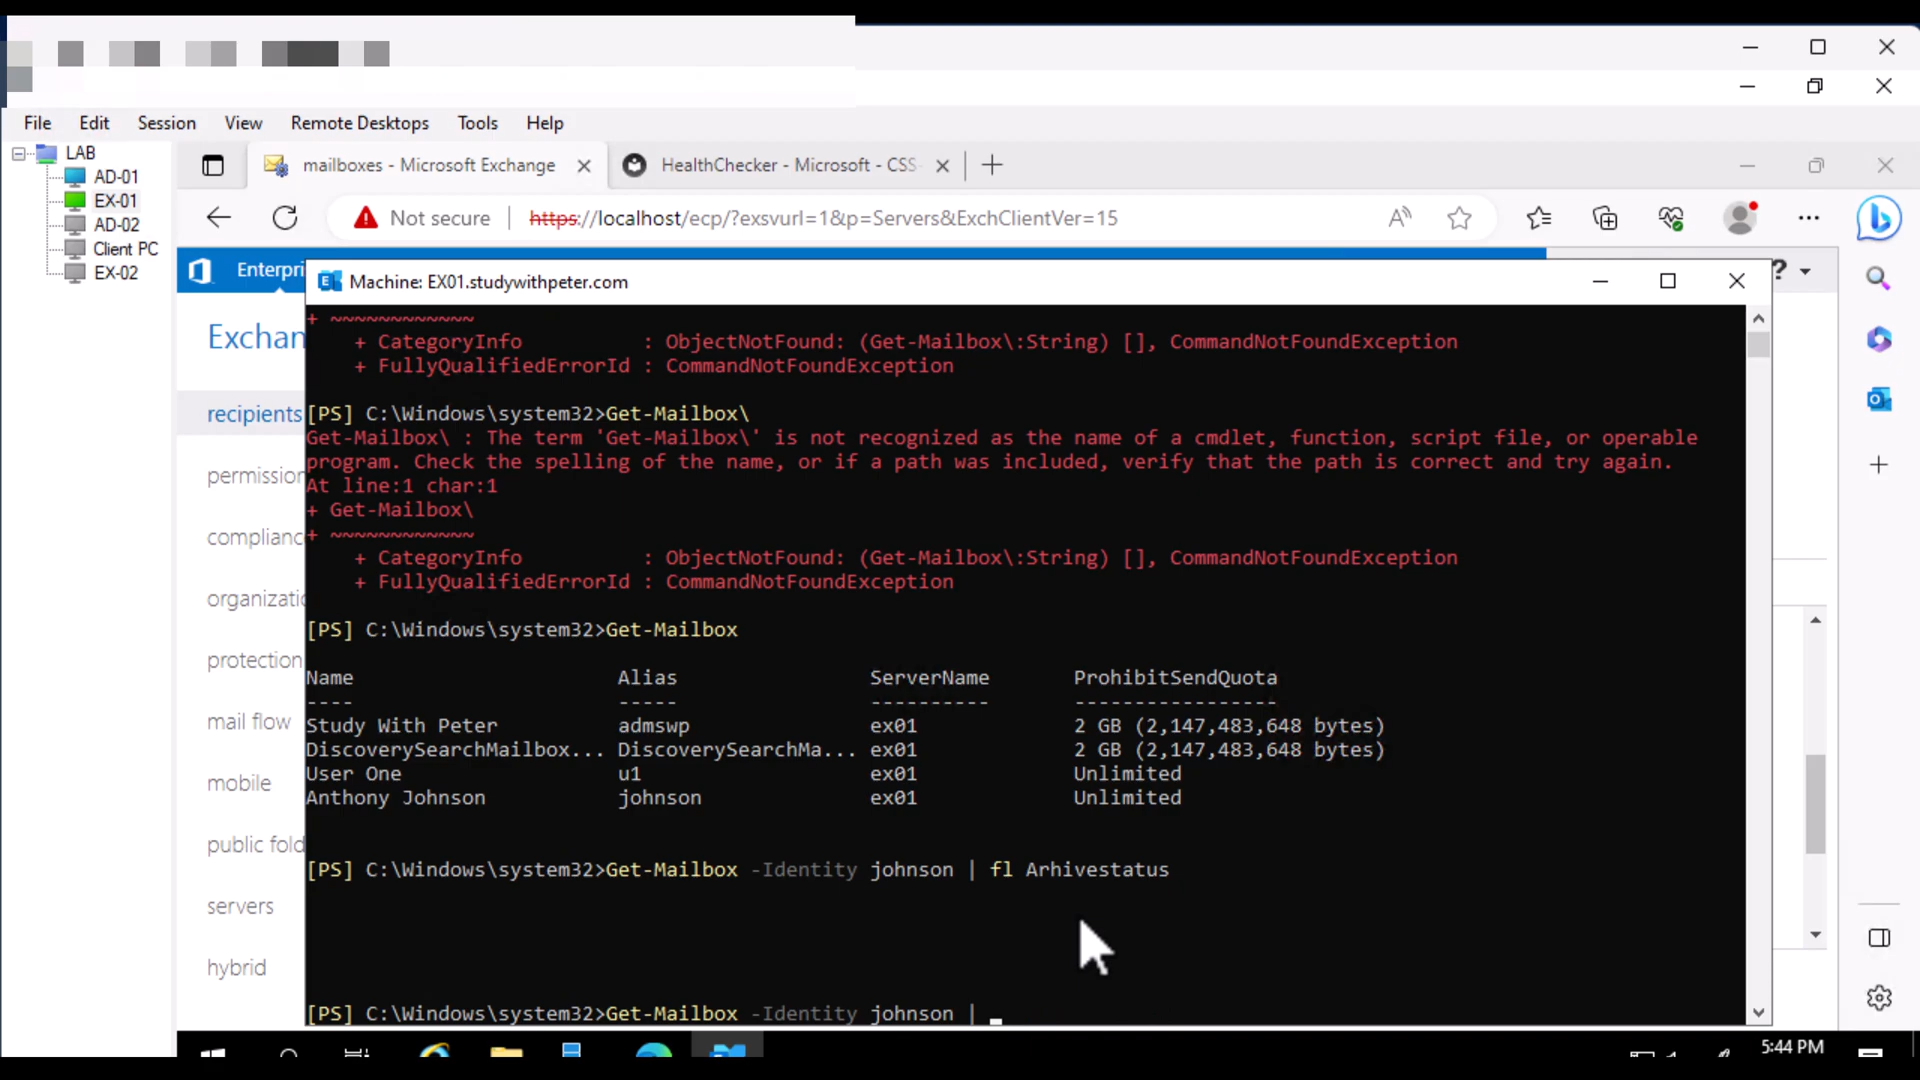 File Edit Session View Remote Desktops Tools Help
LAB
AD-01
EX-01
AD-02
Client PC
EX-02
mailboxes - Microsoft Exchange
HealthChecker - Microsoft - CSS-
Not secure
https://localhost/ecp/?exsvurl=1&p=Servers&ExchClientVer=15
Enterpri
?
Exchan
recipients
permission
complianc
organizatio
protection
mail flow
mobile
public fold
servers
hybrid
Machine: EX01.studywithpeter.com
+ ~~~~~~~~~~~~
+ CategoryInfo : ObjectNotFound: (Get-Mailbox\:String) [], CommandNotFoundException
+ FullyQualifiedErrorId : CommandNotFoundException
[PS] C:\Windows\system32>Get-Mailbox\
Get-Mailbox\ : The term 'Get-Mailbox\' is not recognized as the name of a cmdlet, function, script file, or operable
program. Check the spelling of the name, or if a path was included, verify that the path is correct and try again.
At line:1 char:1
+ Get-Mailbox\
+ ~~~~~~~~~~~~
+ CategoryInfo : ObjectNotFound: (Get-Mailbox\:String) [], CommandNotFoundException
+ FullyQualifiedErrorId : CommandNotFoundException
[PS] C:\Windows\system32>Get-Mailbox
Name Alias ServerName ProhibitSendQuota
---- ----- ---------- -----------------
Study With Peter admswp ex01 2 GB (2,147,483,648 bytes)
DiscoverySearchMailbox... DiscoverySearchMa... ex01 2 GB (2,147,483,648 bytes)
User One u1 ex01 Unlimited
Anthony Johnson johnson ex01 Unlimited
[PS] C:\Windows\system32>Get-Mailbox -Identity johnson | fl Arhivestatus
[PS] C:\Windows\system32>Get-Mailbox -Identity johnson | _
5:44 PM